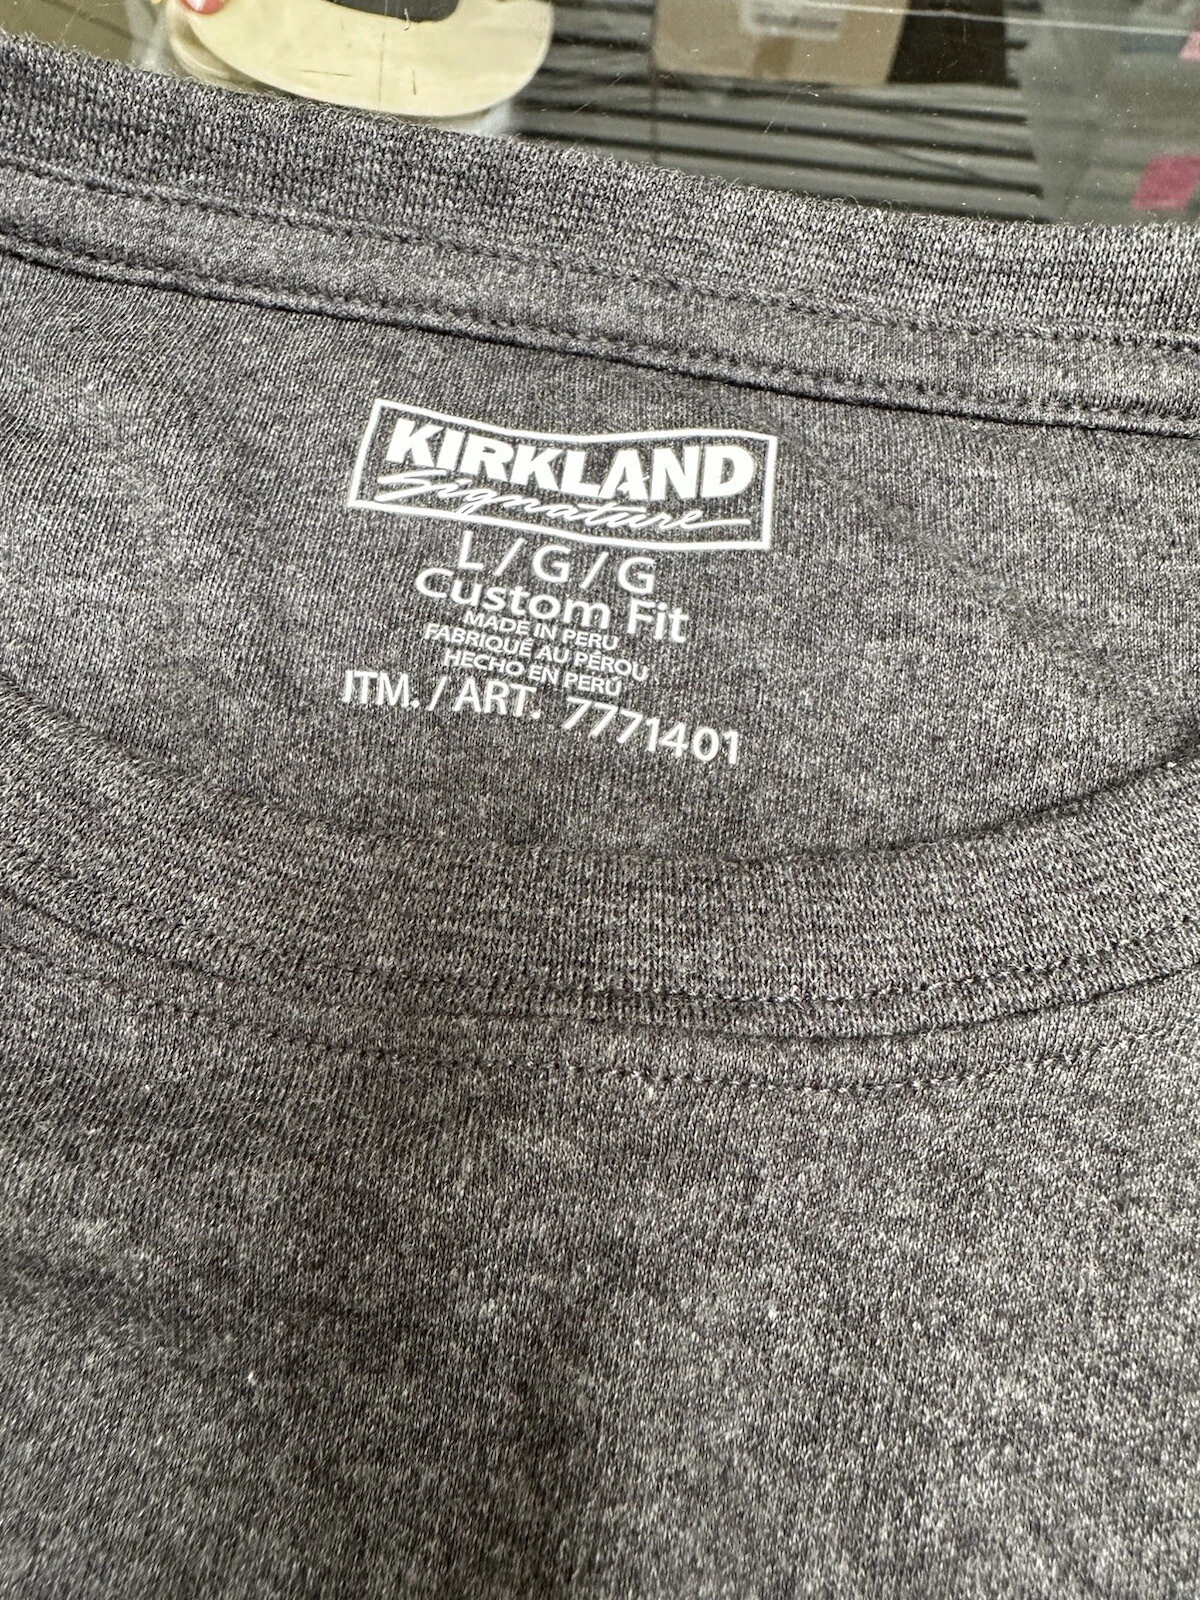 KIRKLAND
Signature
L / G / G
Custom Fit
MADE IN PERU
FABRIQUÉ AU PÉROU
HECHO EN PERÚ
ITM. / ART. 7771401